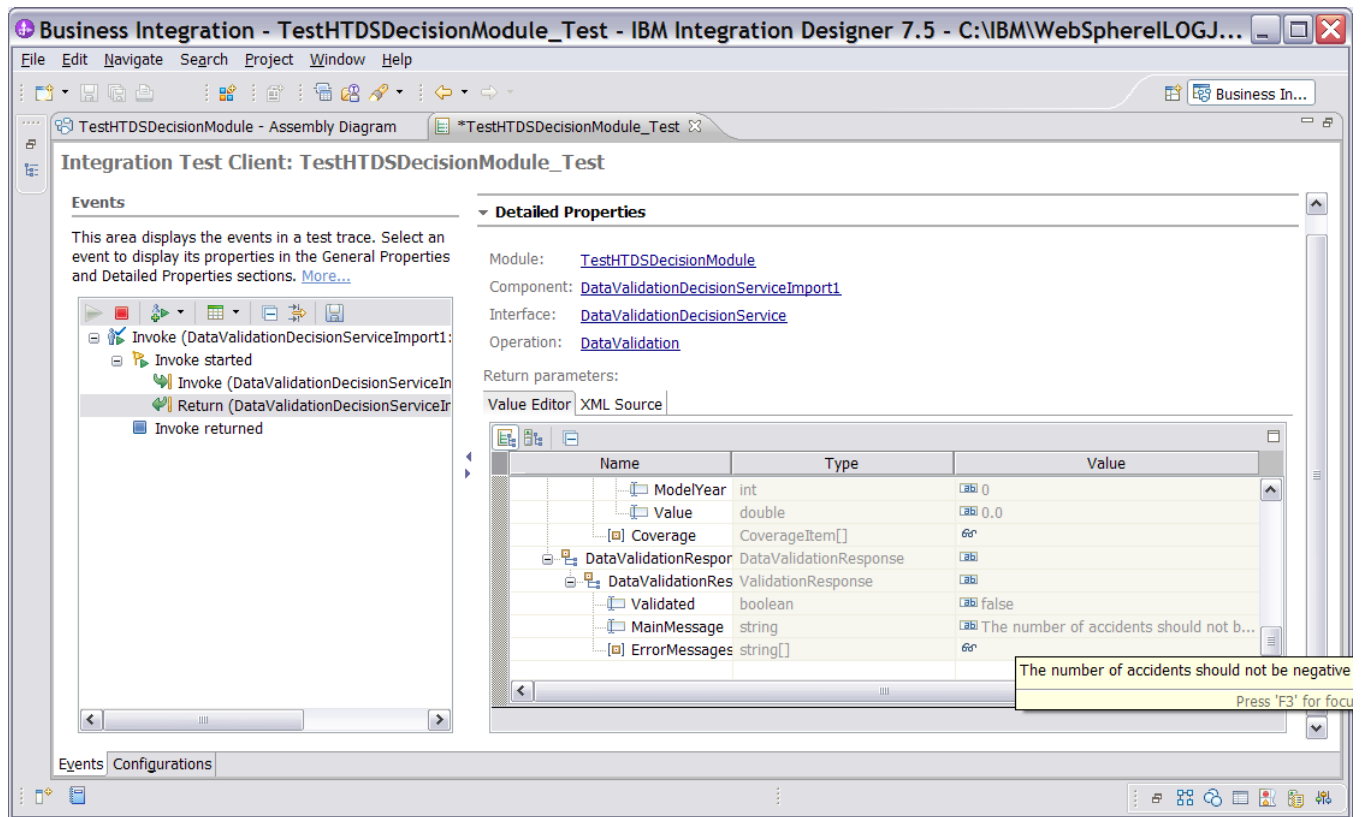 Business Integration - TestHTDSDecisionModule_Test - IBM Integration Designer 7.5 - C:\IBM\WebSphereILOGJ...
File Edit Navigate Search Project Window Help
Business In...
TestHTDSDecisionModule - Assembly Diagram
*TestHTDSDecisionModule_Test
Integration Test Client: TestHTDSDecisionModule_Test
Events
This area displays the events in a test trace. Select an
event to display its properties in the General Properties
and Detailed Properties sections. More...
Invoke (DataValidationDecisionServiceImport1:
Invoke started
Invoke (DataValidationDecisionServiceIn
Return (DataValidationDecisionServiceIr
Invoke returned
Detailed Properties
Module: TestHTDSDecisionModule
Component: DataValidationDecisionServiceImport1
Interface: DataValidationDecisionService
Operation: DataValidation
Return parameters:
Value Editor XML Source
Name Type Value
ModelYear int 0
Value double 0.0
Coverage CoverageItem[]
DataValidationRespor DataValidationResponse
DataValidationRes ValidationResponse
Validated boolean false
MainMessage string The number of accidents should not b...
ErrorMessages string[]
The number of accidents should not be negative
Press 'F3' for focu
Events Configurations